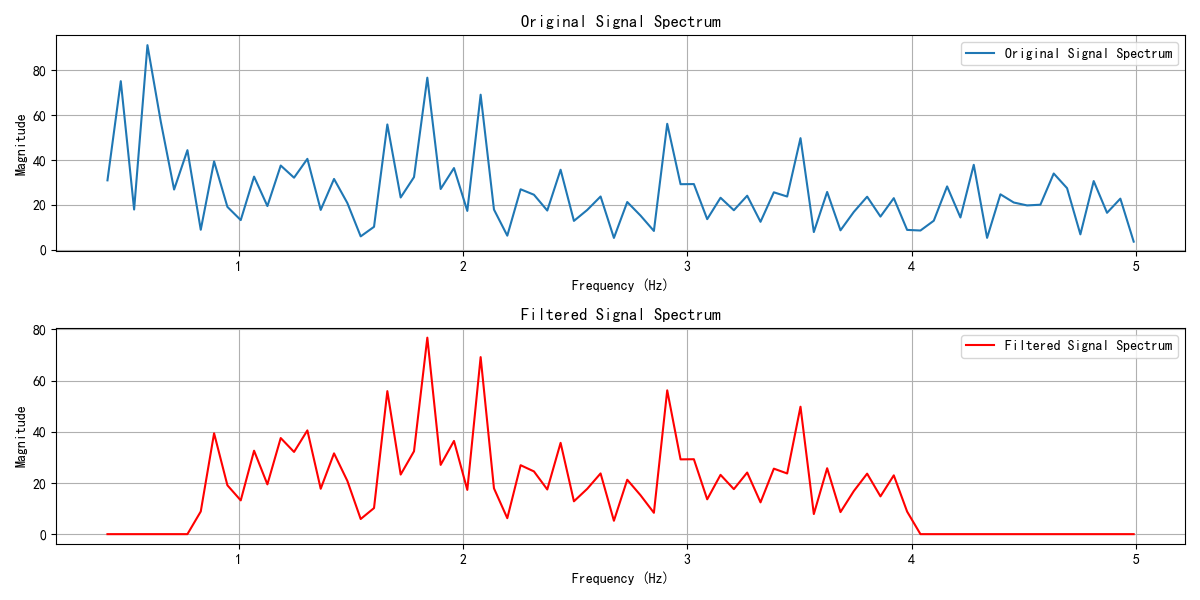 Original Signal Spectrum
Original Signal Spectrum
Magnitude
80
60
40
20
0
1 2 3 4 5
Frequency (Hz)
Filtered Signal Spectrum
Filtered Signal Spectrum
Magnitude
80
60
40
20
0
1 2 3 4 5
Frequency (Hz)